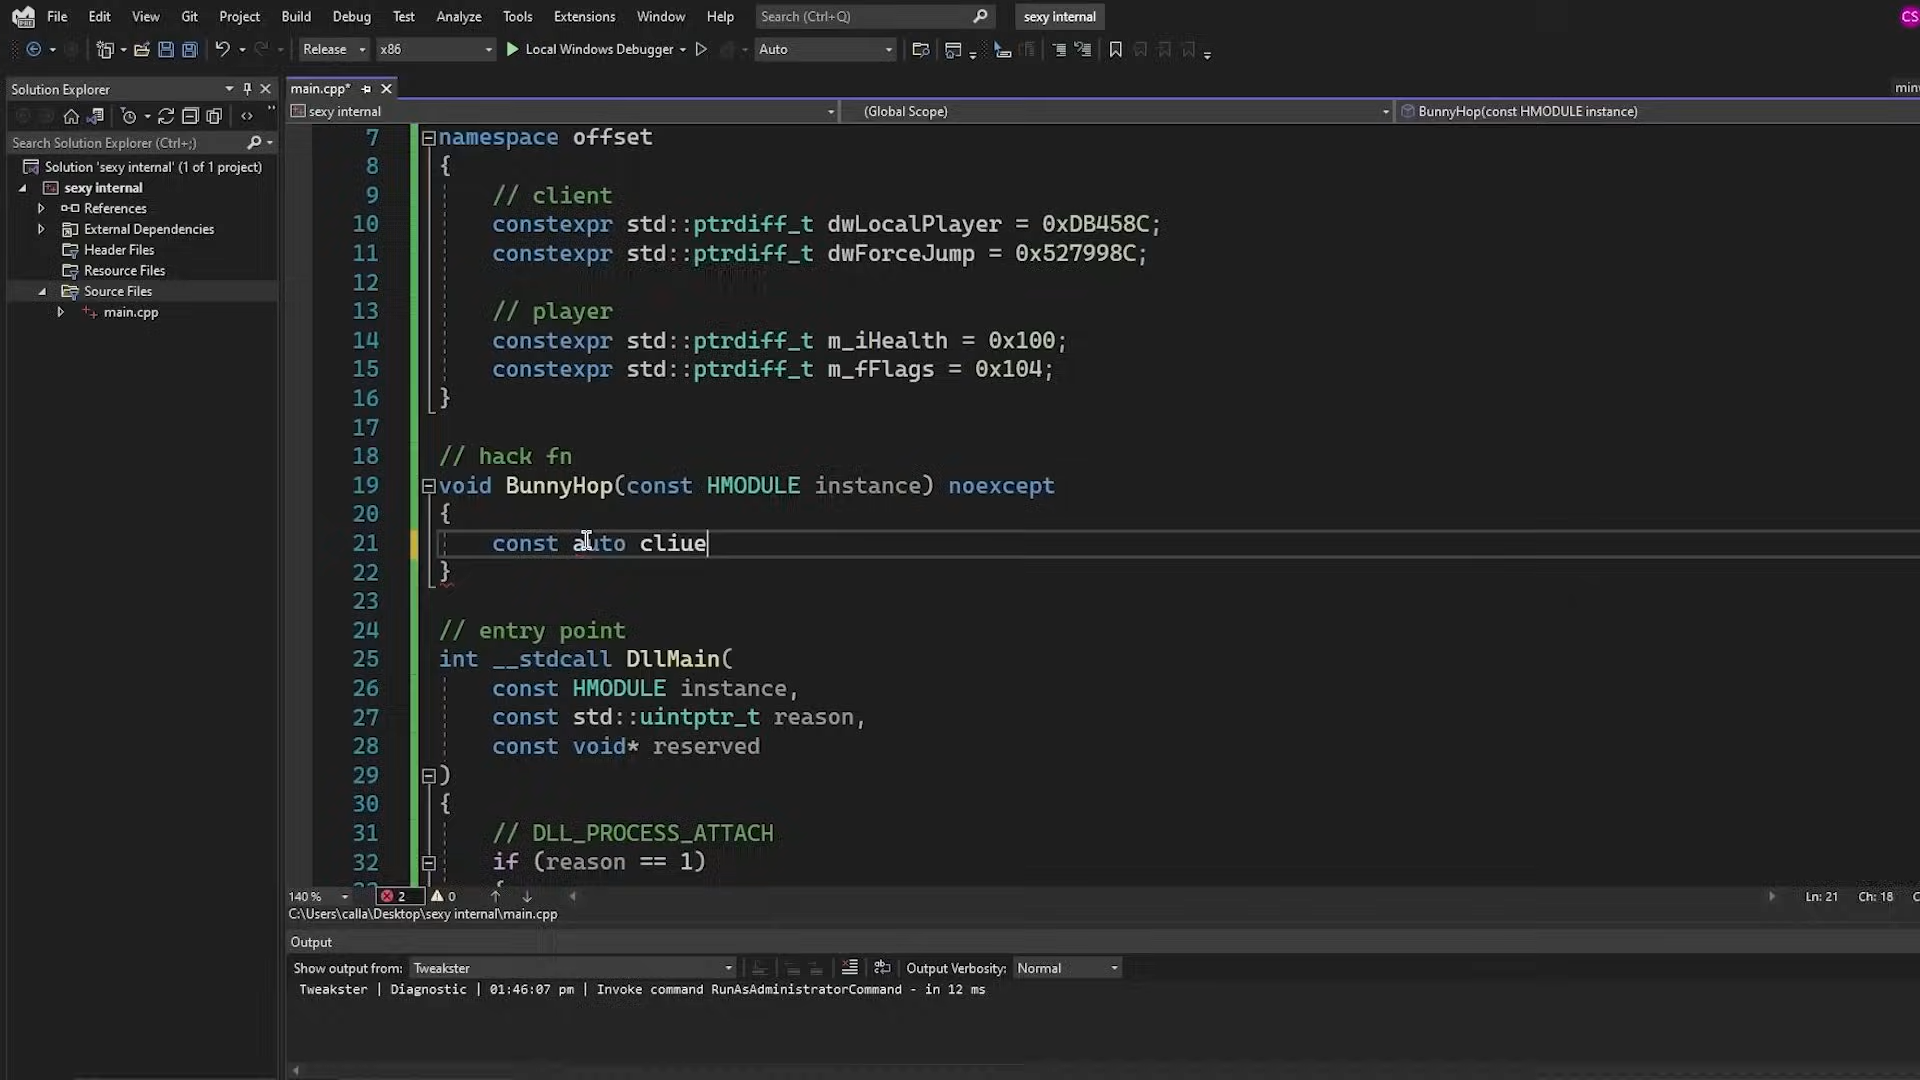 File Edit View Git Project Build Debug Test Analyze Tools Extensions Window Help Search (Ctrl+Q) sexy internal CS
Release x86 Local Windows Debugger Auto
Solution Explorer
Search Solution Explorer (Ctrl+;)
Solution 'sexy internal' (1 of 1 project)
sexy internal
References
External Dependencies
Header Files
Resource Files
Source Files
main.cpp
main.cpp*
sexy internal (Global Scope) BunnyHop(const HMODULE instance)
7 namespace offset
8 {
9 // client
10 constexpr std::ptrdiff_t dwLocalPlayer = 0xDB458C;
11 constexpr std::ptrdiff_t dwForceJump = 0x527998C;
12
13 // player
14 constexpr std::ptrdiff_t m_iHealth = 0x100;
15 constexpr std::ptrdiff_t m_fFlags = 0x104;
16 }
17
18 // hack fn
19 void BunnyHop(const HMODULE instance) noexcept
20 {
21 const auto cliue
22 }
23
24 // entry point
25 int __stdcall DllMain(
26 const HMODULE instance,
27 const std::uintptr_t reason,
28 const void* reserved
29 )
30 {
31 // DLL_PROCESS_ATTACH
32 if (reason == 1)
140 % 2 0 Ln: 21 Ch: 18
C:\Users\calla\Desktop\sexy internal\main.cpp
Output
Show output from: Tweakster Output Verbosity: Normal
Tweakster | Diagnostic | 01:46:07 pm | Invoke command RunAsAdministratorCommand - in 12 ms